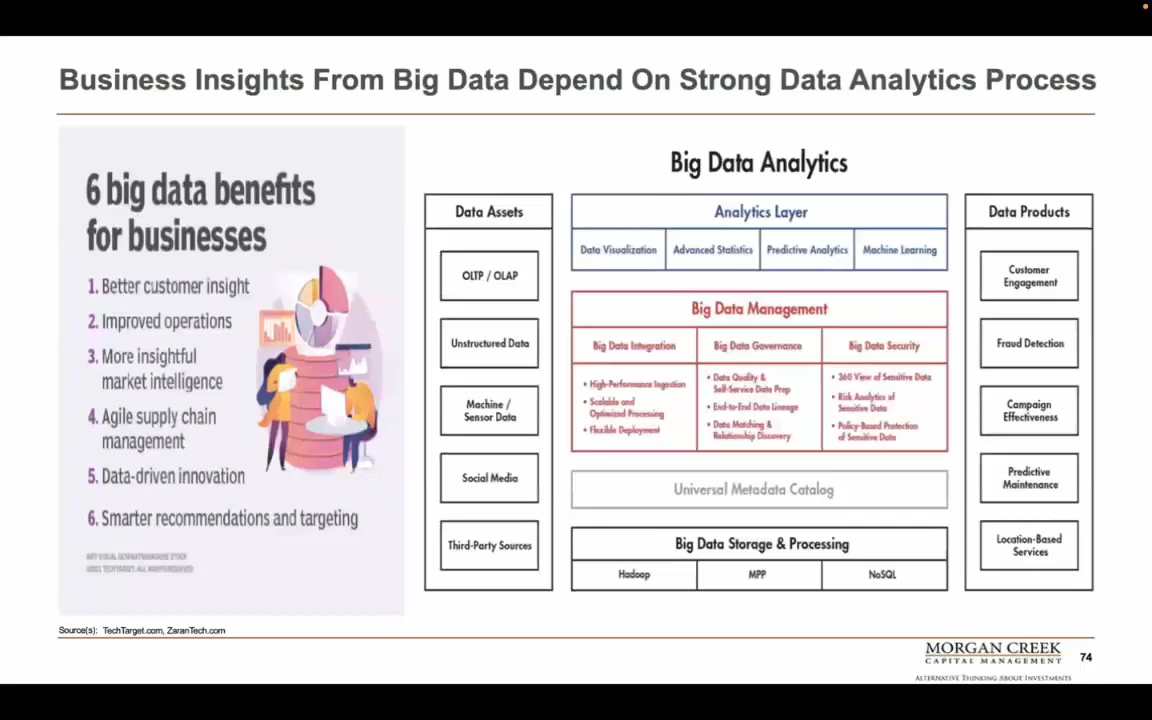 Business Insights From Big Data Depend On Strong Data Analytics Process
6 big data benefits
for businesses
1. Better customer insight
2. Improved operations
3. More insightful
market intelligence
4. Agile supply chain
management
5. Data-driven innovation
6. Smarter recommendations and targeting
Big Data Analytics
Data Assets
OLTP / OLAP
Unstructured Data
Machine /
Sensor Data
Social Media
Third-Party Sources
Analytics Layer
Data Visualization
Advanced Statistics
Predictive Analytics
Machine Learning
Big Data Management
Big Data Integration
• High-Performance Ingestion
• Scalable and
Optimized Processing
• Flexible Deployment
Big Data Governance
• Data Quality &
Self-Service Data Prep
• End-to-End Data Lineage
• Data Matching &
Relationship Discovery
Big Data Security
• 360 View of Sensitive Data
• Risk Analytics of
Sensitive Data
• Policy-Based Protection
of Sensitive Data
Universal Metadata Catalog
Big Data Storage & Processing
Hadoop
MPP
NoSQL
Data Products
Customer
Engagement
Fraud Detection
Campaign
Effectiveness
Predictive
Maintenance
Location-Based
Services
Source(s): TechTarget.com, ZaranTech.com
MORGAN CREEK
CAPITAL MANAGEMENT
ALTERNATIVE THINKING ABOUT INVESTMENTS
74